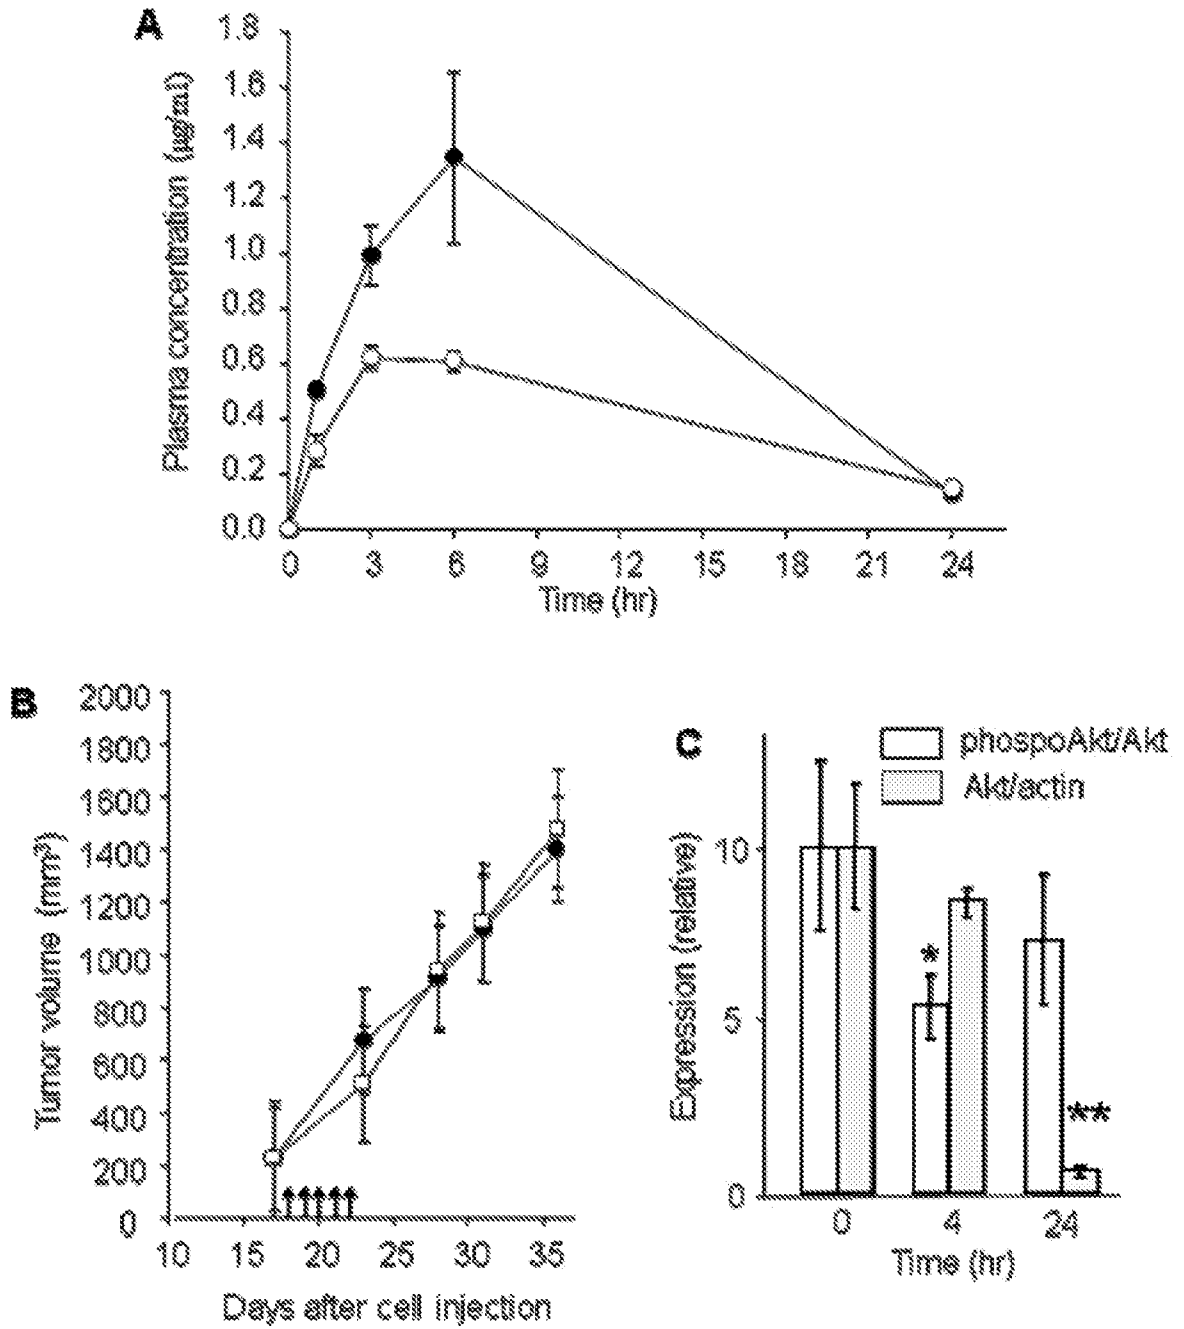 A
1.8
1.6
1.4
1.2
1.0
0.8
0.6
0.4
0.2
0.0
Plasma concentration (µg/ml)
0 3 6 9 12 15 18 21 24
Time (hr)
B
2000
1800
1600
1400
1200
1000
800
600
400
200
0
Tumor volume (mm³)
10 15 20 25 30 35
Days after cell injection
C
phospoAkt/Akt
Akt/actin
10
5
0
Expression (relative)
*
**
0 4 24
Time (hr)